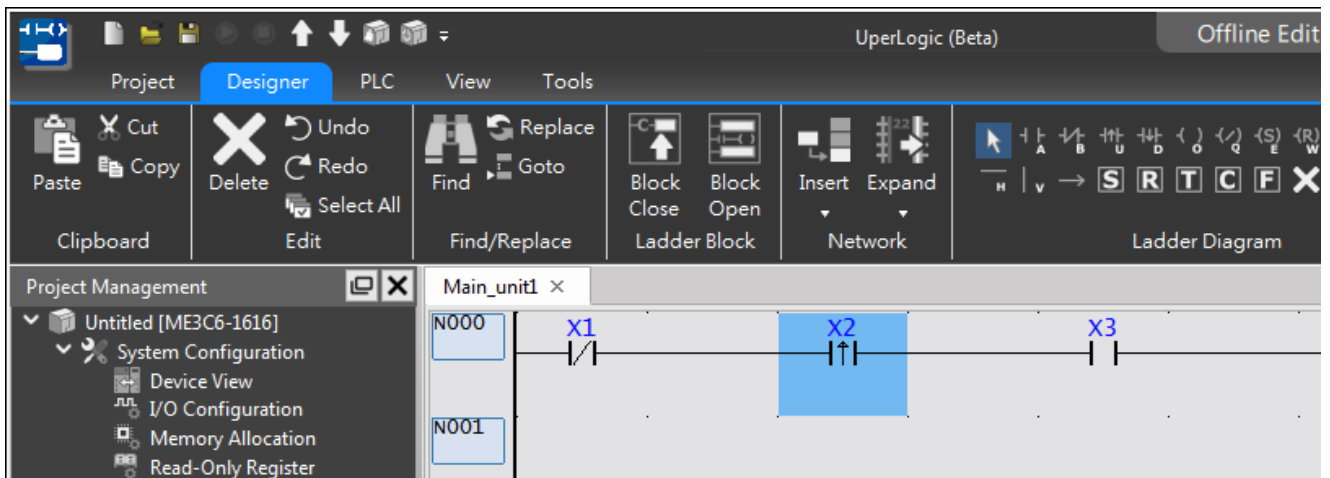 UperLogic (Beta)
Offline Edit
Project Designer PLC View Tools
Paste
Cut
Copy
Clipboard
Delete
Undo
Redo
Select All
Edit
Find
Replace
Goto
Find/Replace
Block Close
Block Open
Ladder Block
Insert
Expand
Network
A B U D O Q (S) E (R) W
H V S R T C F
Ladder Diagram
Project Management
Main_unit1
Untitled [ME3C6-1616]
System Configuration
Device View
I/O Configuration
Memory Allocation
Read-Only Register
N000
X1
X2
X3
N001